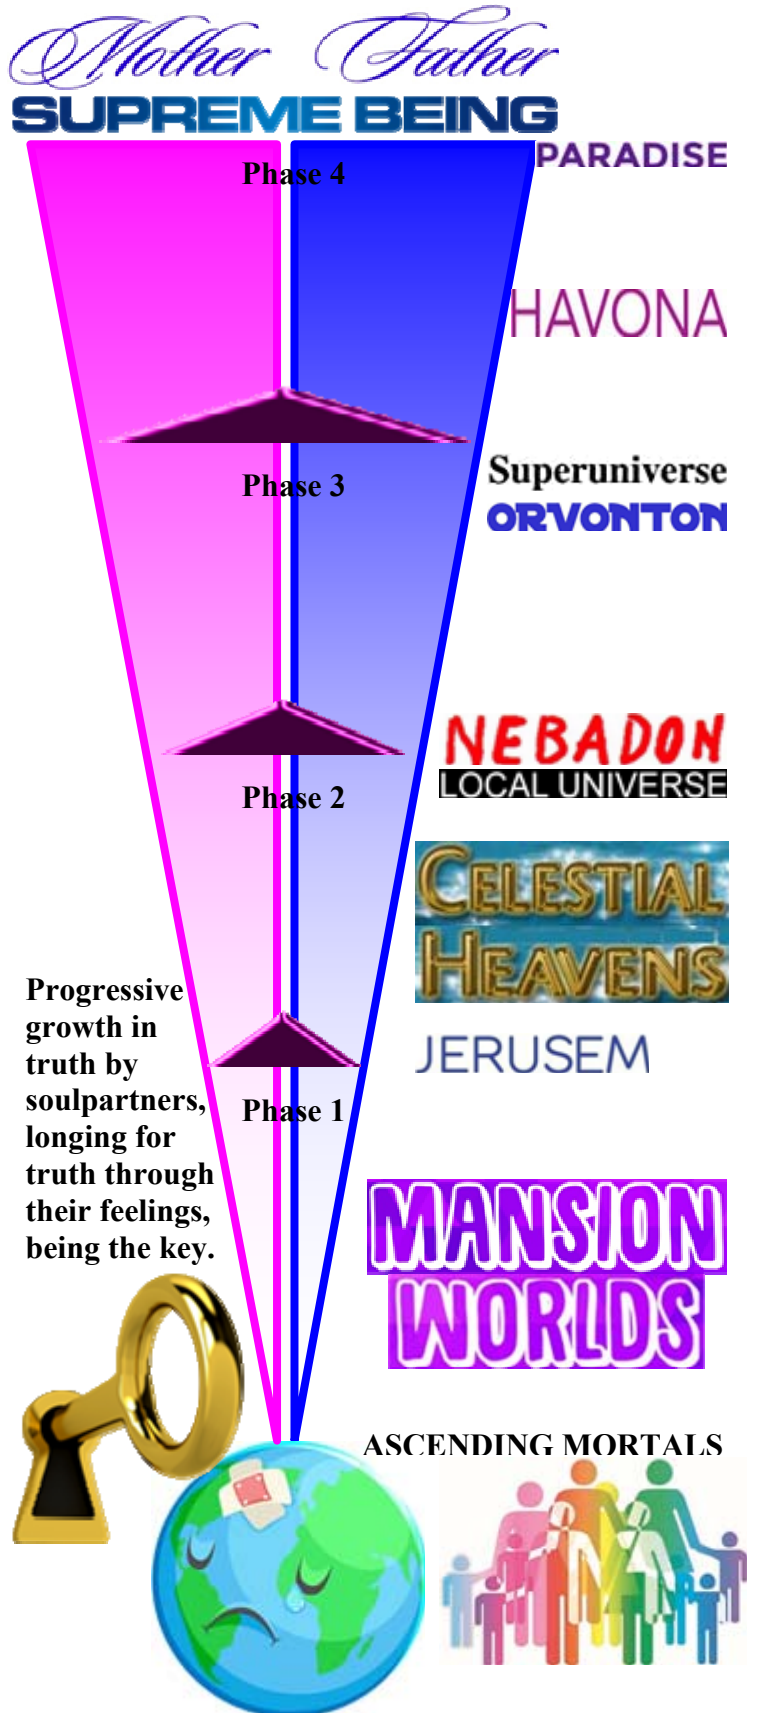 Mother Father
SUPREME BEING
PARADISE
Phase 4
HAVONA
Superuniverse
Phase 3
ORVONTON
NEBADON
LOCAL UNIVERSE
Phase 2
CELESTIAL
HEAVENS
Progressive
growth in
truth by
soulpartners,
longing for
truth through
their feelings,
being the key.
JERUSEM
Phase 1
MANSION
WORLDS
ASCENDING MORTALS